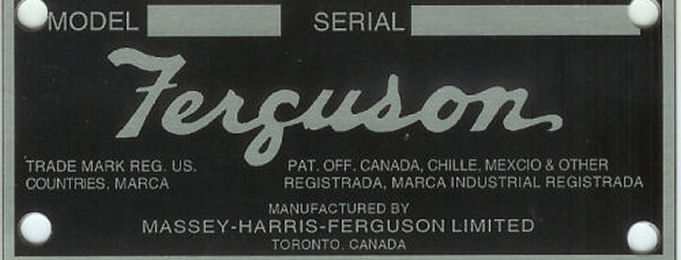 MODEL SERIAL
Ferguson
TRADE MARK REG. US. PAT. OFF. CANADA, CHILLE, MEXCIO & OTHER
COUNTRIES, MARCA REGISTRADA, MARCA INDUSTRIAL REGISTRADA
MANUFACTURED BY
MASSEY-HARRIS-FERGUSON LIMITED
TORONTO, CANADA